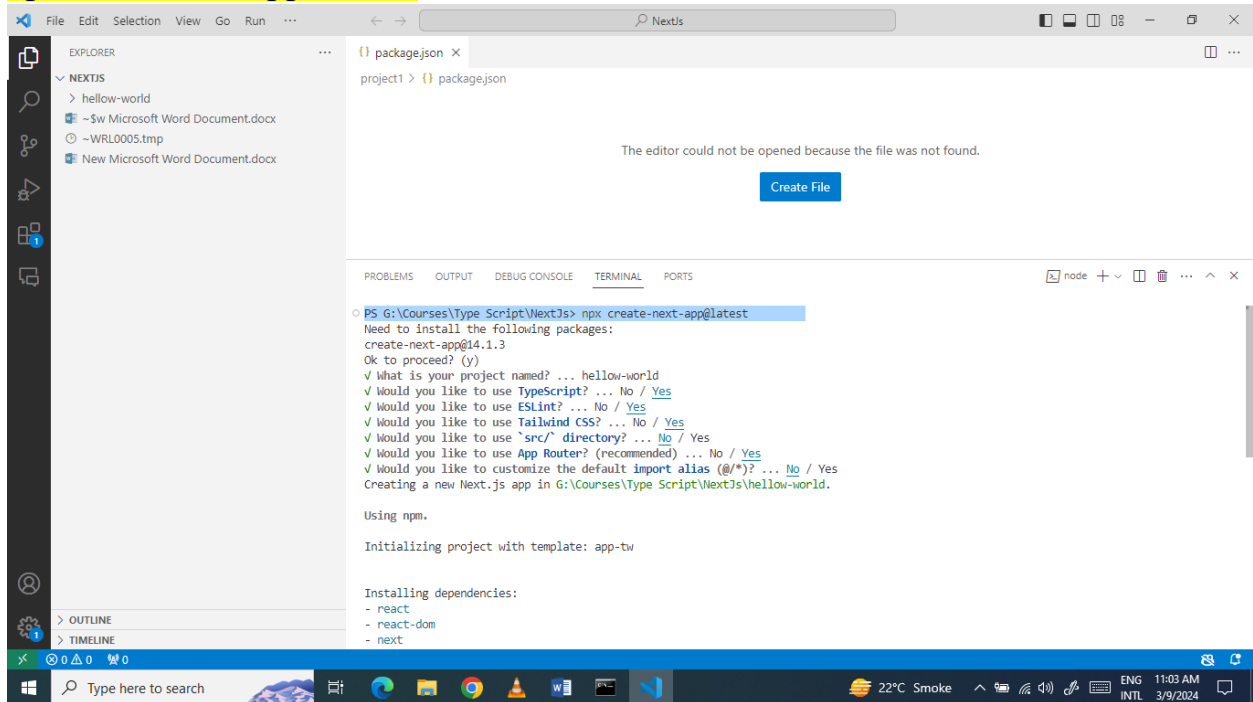 File Edit Selection View Go Run ...
NextJs
EXPLORER
NEXTJS
hellow-world
~$w Microsoft Word Document.docx
~WRL0005.tmp
New Microsoft Word Document.docx
OUTLINE
TIMELINE
{} package.json
project1 > {} package.json
The editor could not be opened because the file was not found.
Create File
PROBLEMS OUTPUT DEBUG CONSOLE TERMINAL PORTS
node
PS G:\Courses\Type Script\NextJs> npx create-next-app@latest
Need to install the following packages:
create-next-app@14.1.3
Ok to proceed? (y)
√ What is your project named? ... hellow-world
√ Would you like to use TypeScript? ... No / Yes
√ Would you like to use ESLint? ... No / Yes
√ Would you like to use Tailwind CSS? ... No / Yes
√ Would you like to use `src/` directory? ... No / Yes
√ Would you like to use App Router? (recommended) ... No / Yes
√ Would you like to customize the default import alias (@/*)? ... No / Yes
Creating a new Next.js app in G:\Courses\Type Script\NextJs\hellow-world.
Using npm.
Initializing project with template: app-tw
Installing dependencies:
- react
- react-dom
- next
1
1
0 0 0
Type here to search
22°C Smoke
ENG
INTL
11:03 AM
3/9/2024